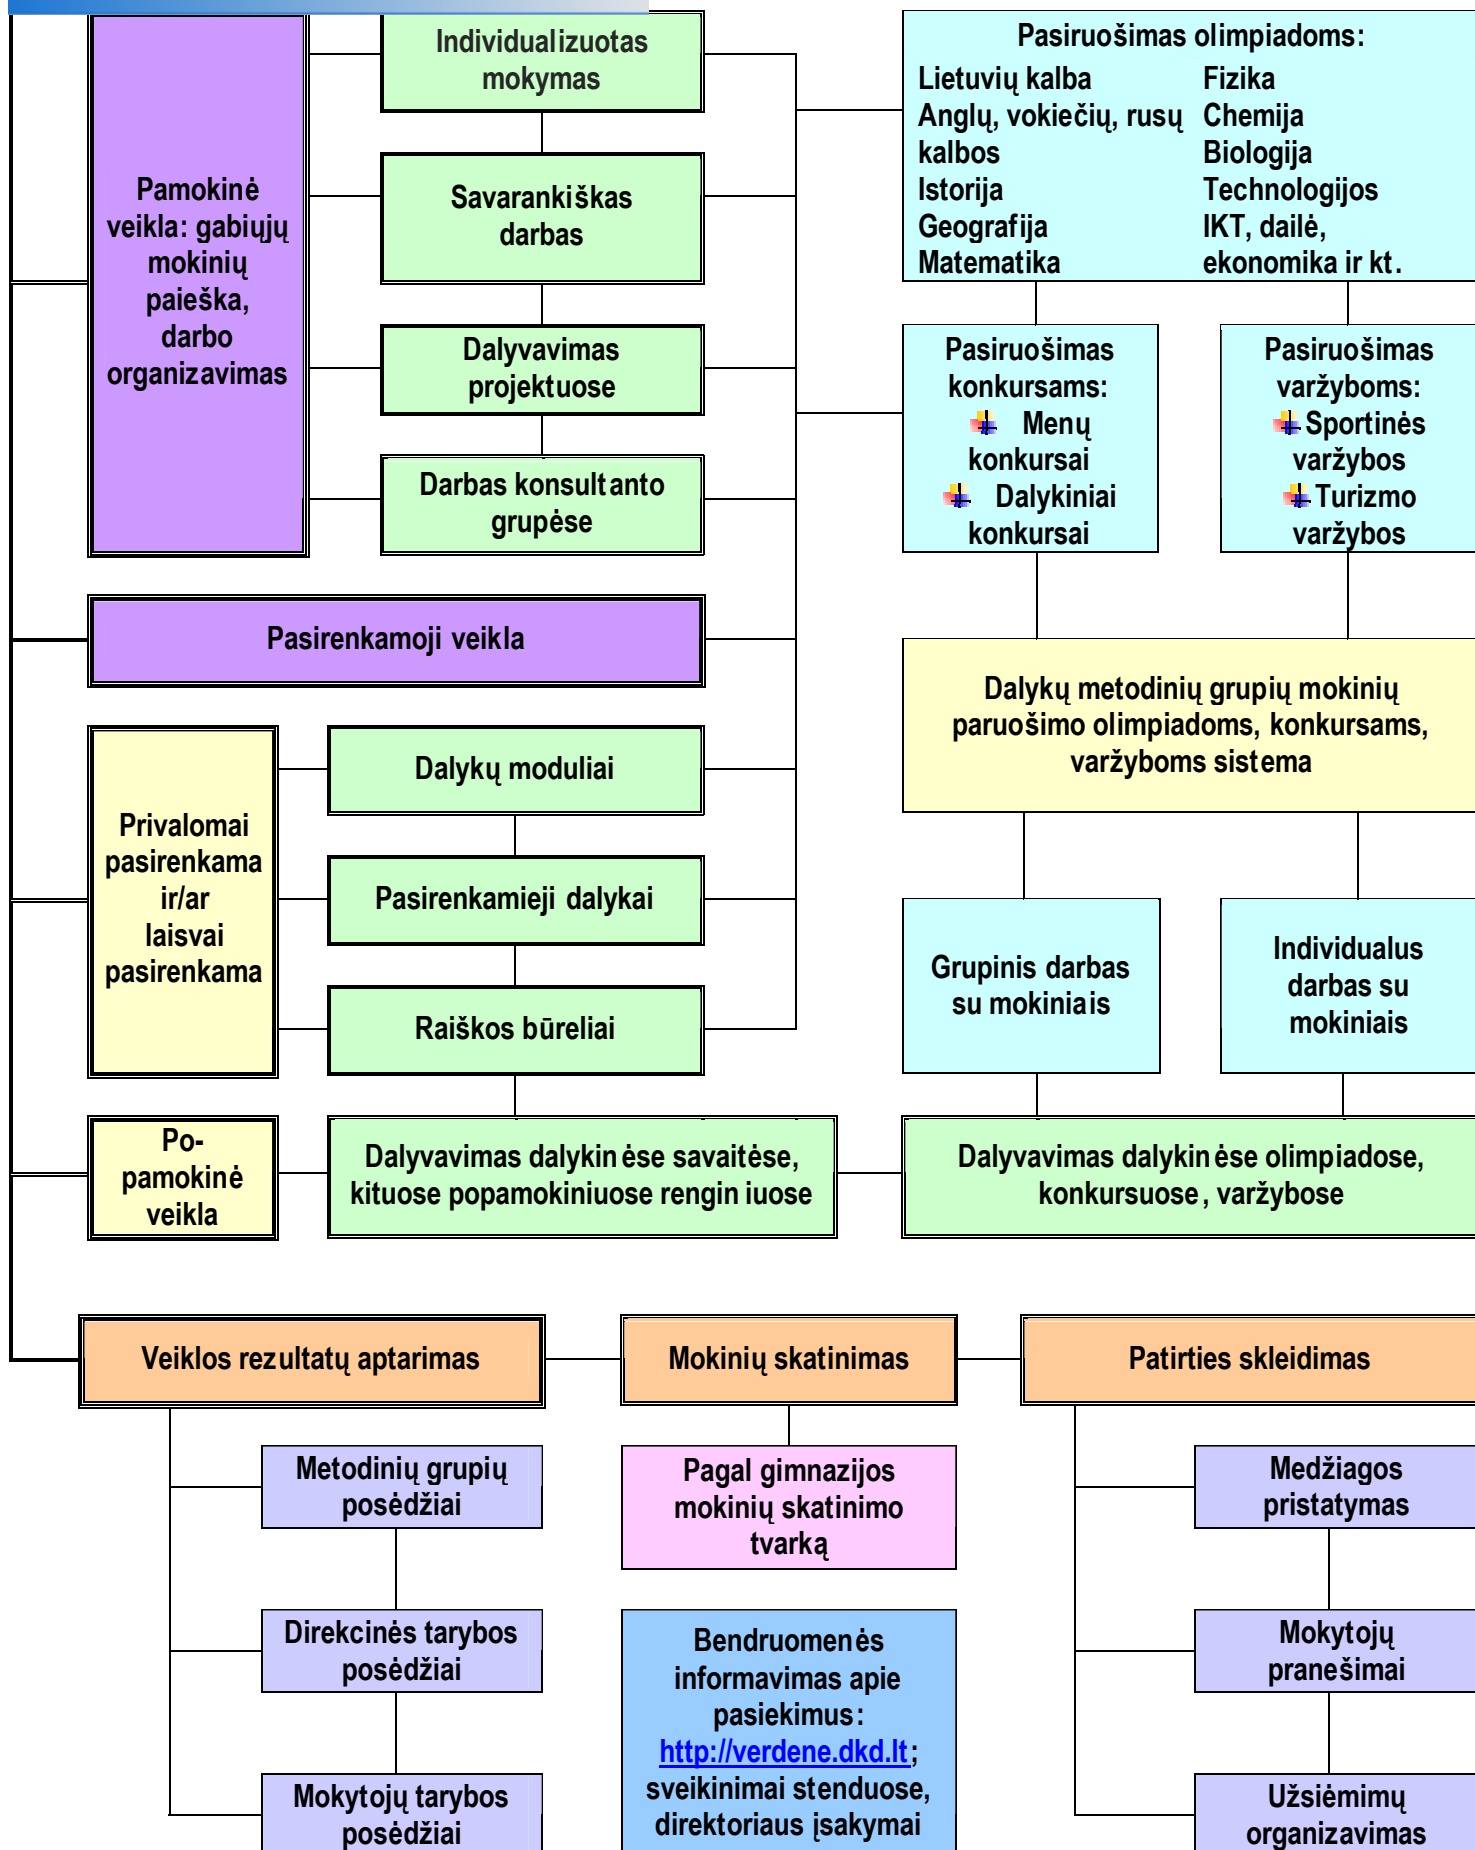 Pamokinė
veikla: gabiųjų
mokinių
paieška,
darbo
organizavimas
Individualizuotas
mokymas
Savarankiškas
darbas
Dalyvavimas
projektuose
Darbas konsultanto
grupėse
Pasiruošimas olimpiadoms:
Lietuvių kalba
Anglų, vokiečių, rusų
kalbos
Istorija
Geografija
Matematika
Fizika
Chemija
Biologija
Technologijos
IKT, dailė,
ekonomika ir kt.
Pasiruošimas
konkursams:
Menų
konkursai
Dalykiniai
konkursai
Pasiruošimas
varžyboms:
Sportinės
varžybos
Turizmo
varžybos
Pasirenkamoji veikla
Dalykų metodinių grupių mokinių
paruošimo olimpiadoms, konkursams,
varžyboms sistema
Privalomai
pasirenkama
ir/ar
laisvai
pasirenkama
Dalykų moduliai
Pasirenkamieji dalykai
Raiškos būreliai
Grupinis darbas
su mokiniais
Individualus
darbas su
mokiniais
Po-
pamokinė
veikla
Dalyvavimas dalykinėse savaitėse,
kituose popamokiniuose renginiuose
Dalyvavimas dalykinėse olimpiadose,
konkursuose, varžybose
Veiklos rezultatų aptarimas
Mokinių skatinimas
Patirties skleidimas
Metodinių grupių
posėdžiai
Direkcinės tarybos
posėdžiai
Mokytojų tarybos
posėdžiai
Pagal gimnazijos
mokinių skatinimo
tvarką
Bendruomenės
informavimas apie
pasiekimus:
http://verdene.dkd.lt;
sveikinimai stenduose,
direktoriaus įsakymai
Medžiagos
pristatymas
Mokytojų
pranešimai
Užsiėmimų
organizavimas